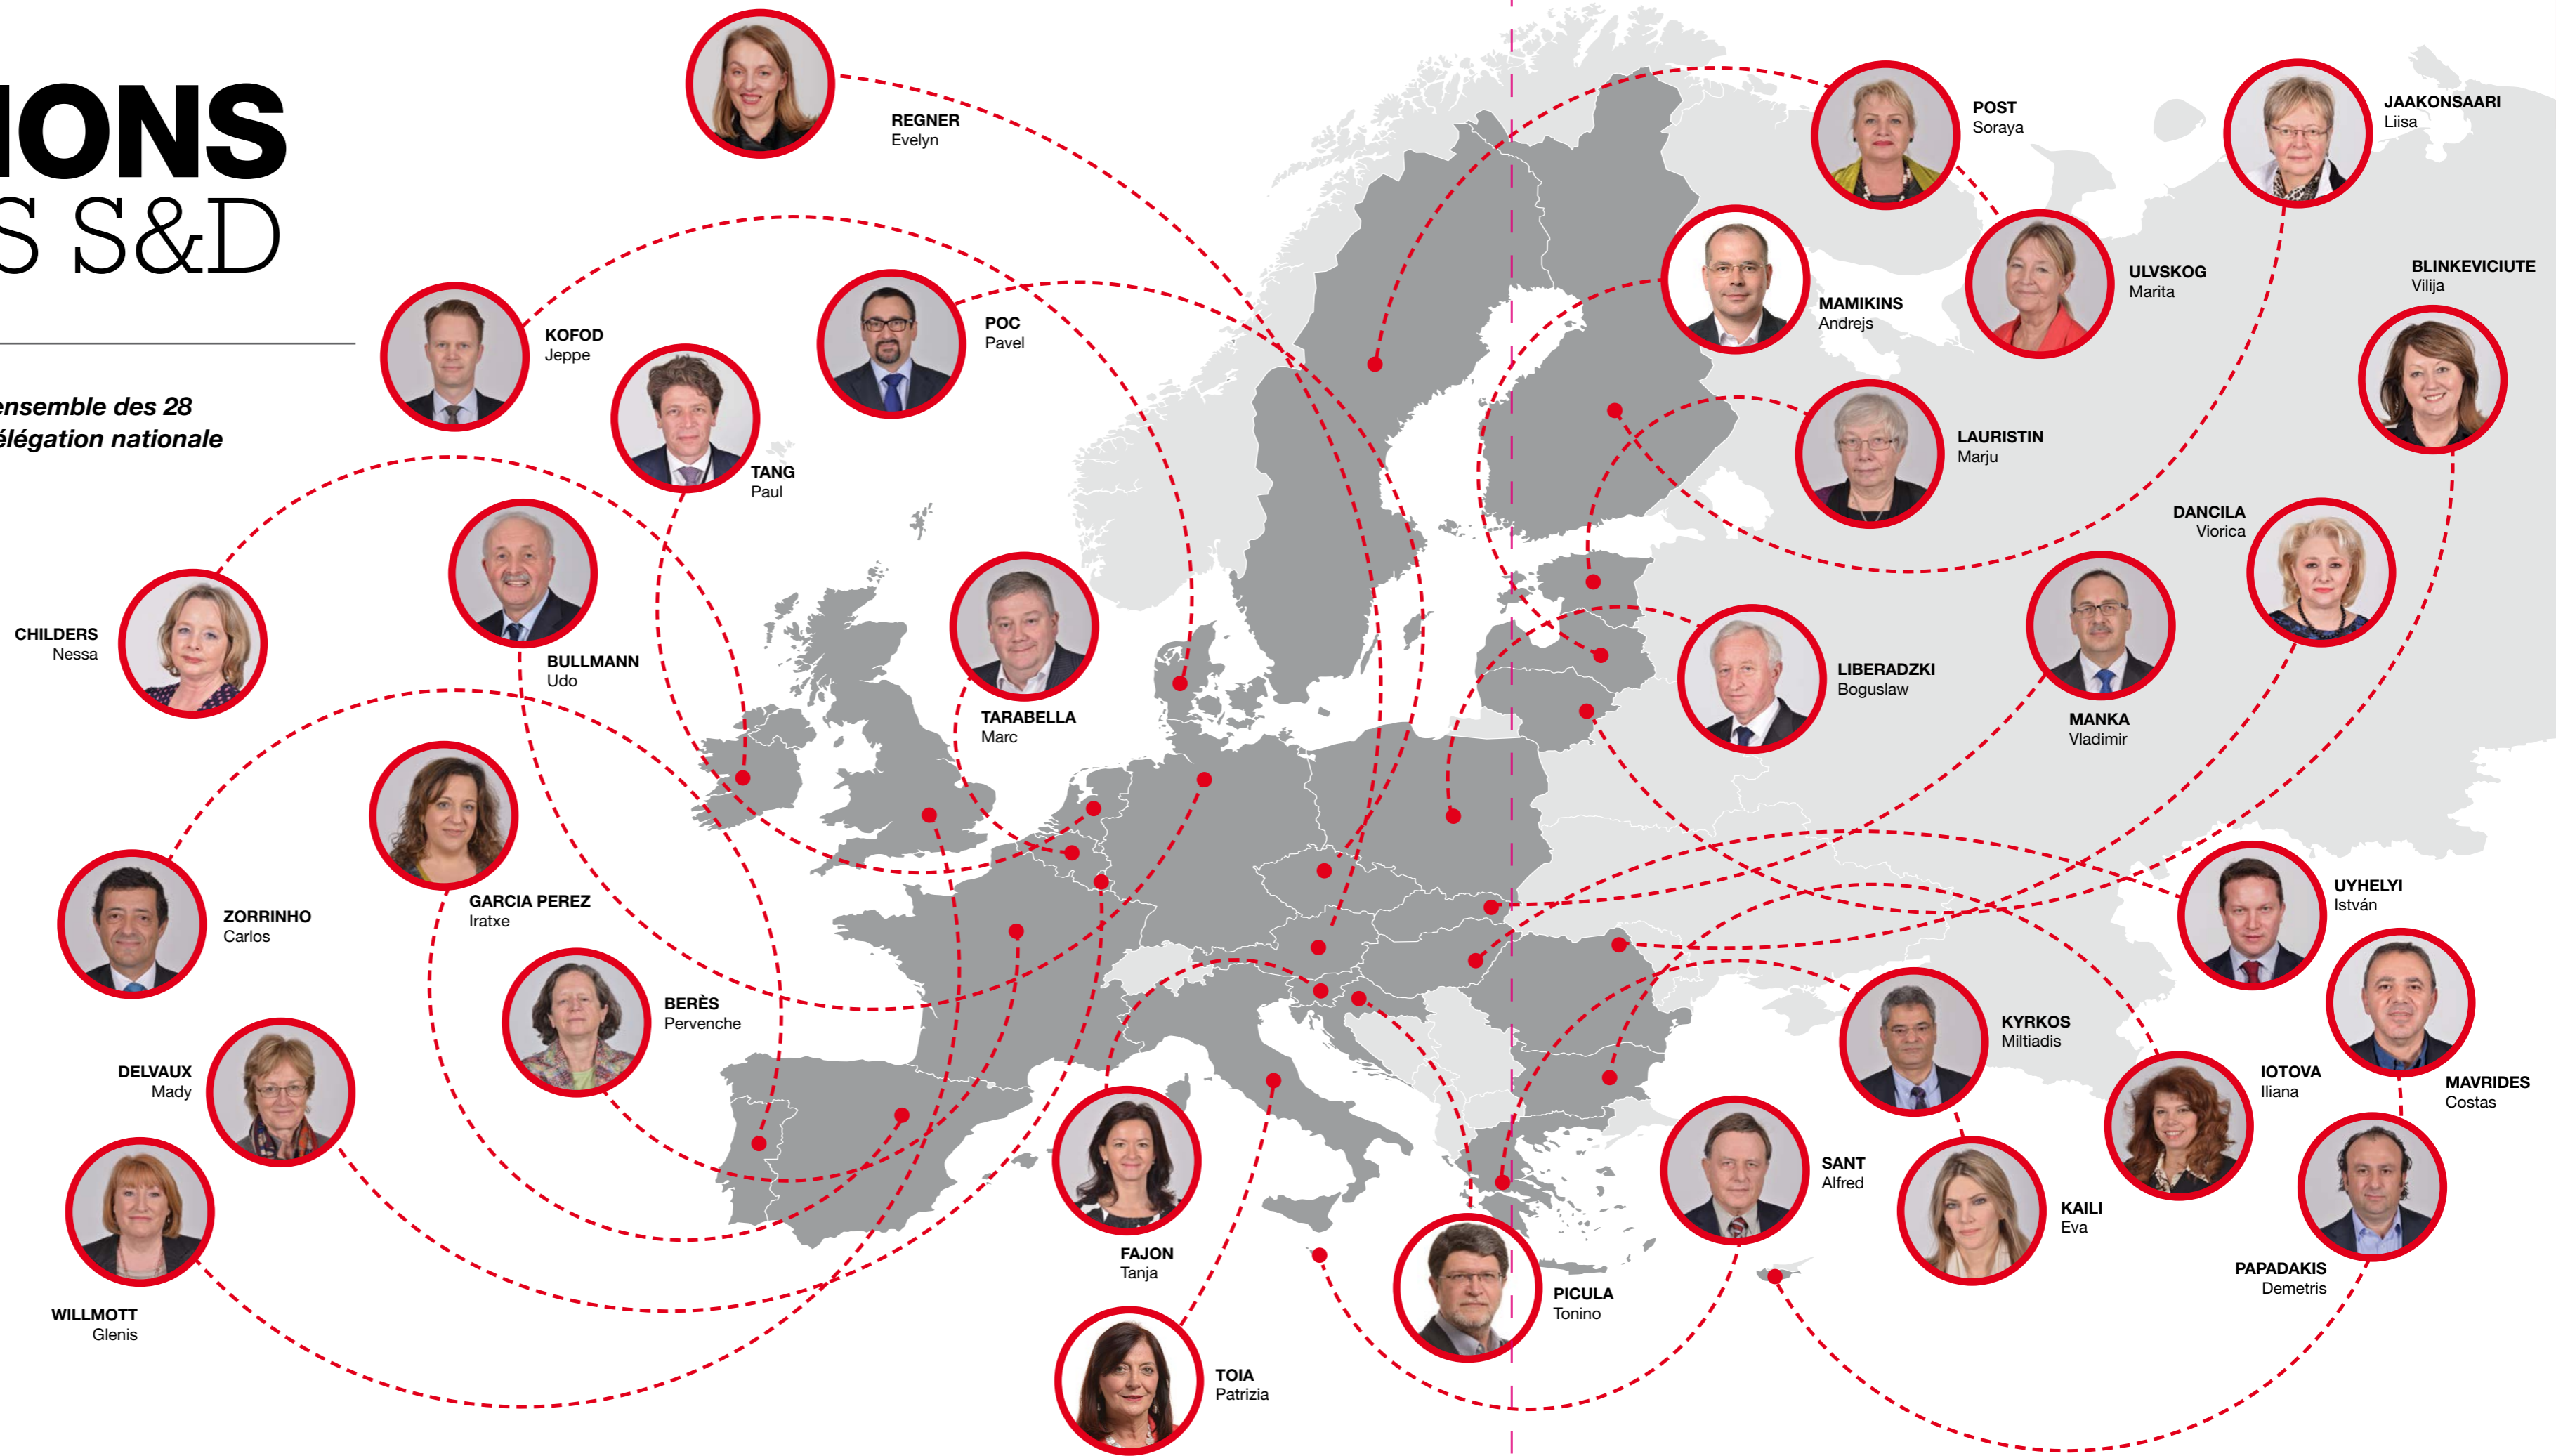 IONS
S S&D
ensemble des 28
élégation nationale
REGNER
Evelyn
POST
Soraya
JAAKONSAARI
Liisa
ULVSKOG
Marita
BLINKEVICIUTE
Vilija
MAMIKINS
Andrejs
KOFOD
Jeppe
POC
Pavel
TANG
Paul
LAURISTIN
Marju
DANCILA
Viorica
CHILDERS
Nessa
BULLMANN
Udo
TARABELLA
Marc
LIBERADZKI
Boguslaw
MANKA
Vladimir
ZORRINHO
Carlos
GARCIA PEREZ
Iratxe
UYHELYI
István
BERÈS
Pervenche
KYRKOS
Miltiadis
DELVAUX
Mady
IOTOVA
Iliana
MAVRIDES
Costas
SANT
Alfred
KAILI
Eva
FAJON
Tanja
PAPADAKIS
Demetris
PICULA
Tonino
WILLMOTT
Glenis
TOIA
Patrizia